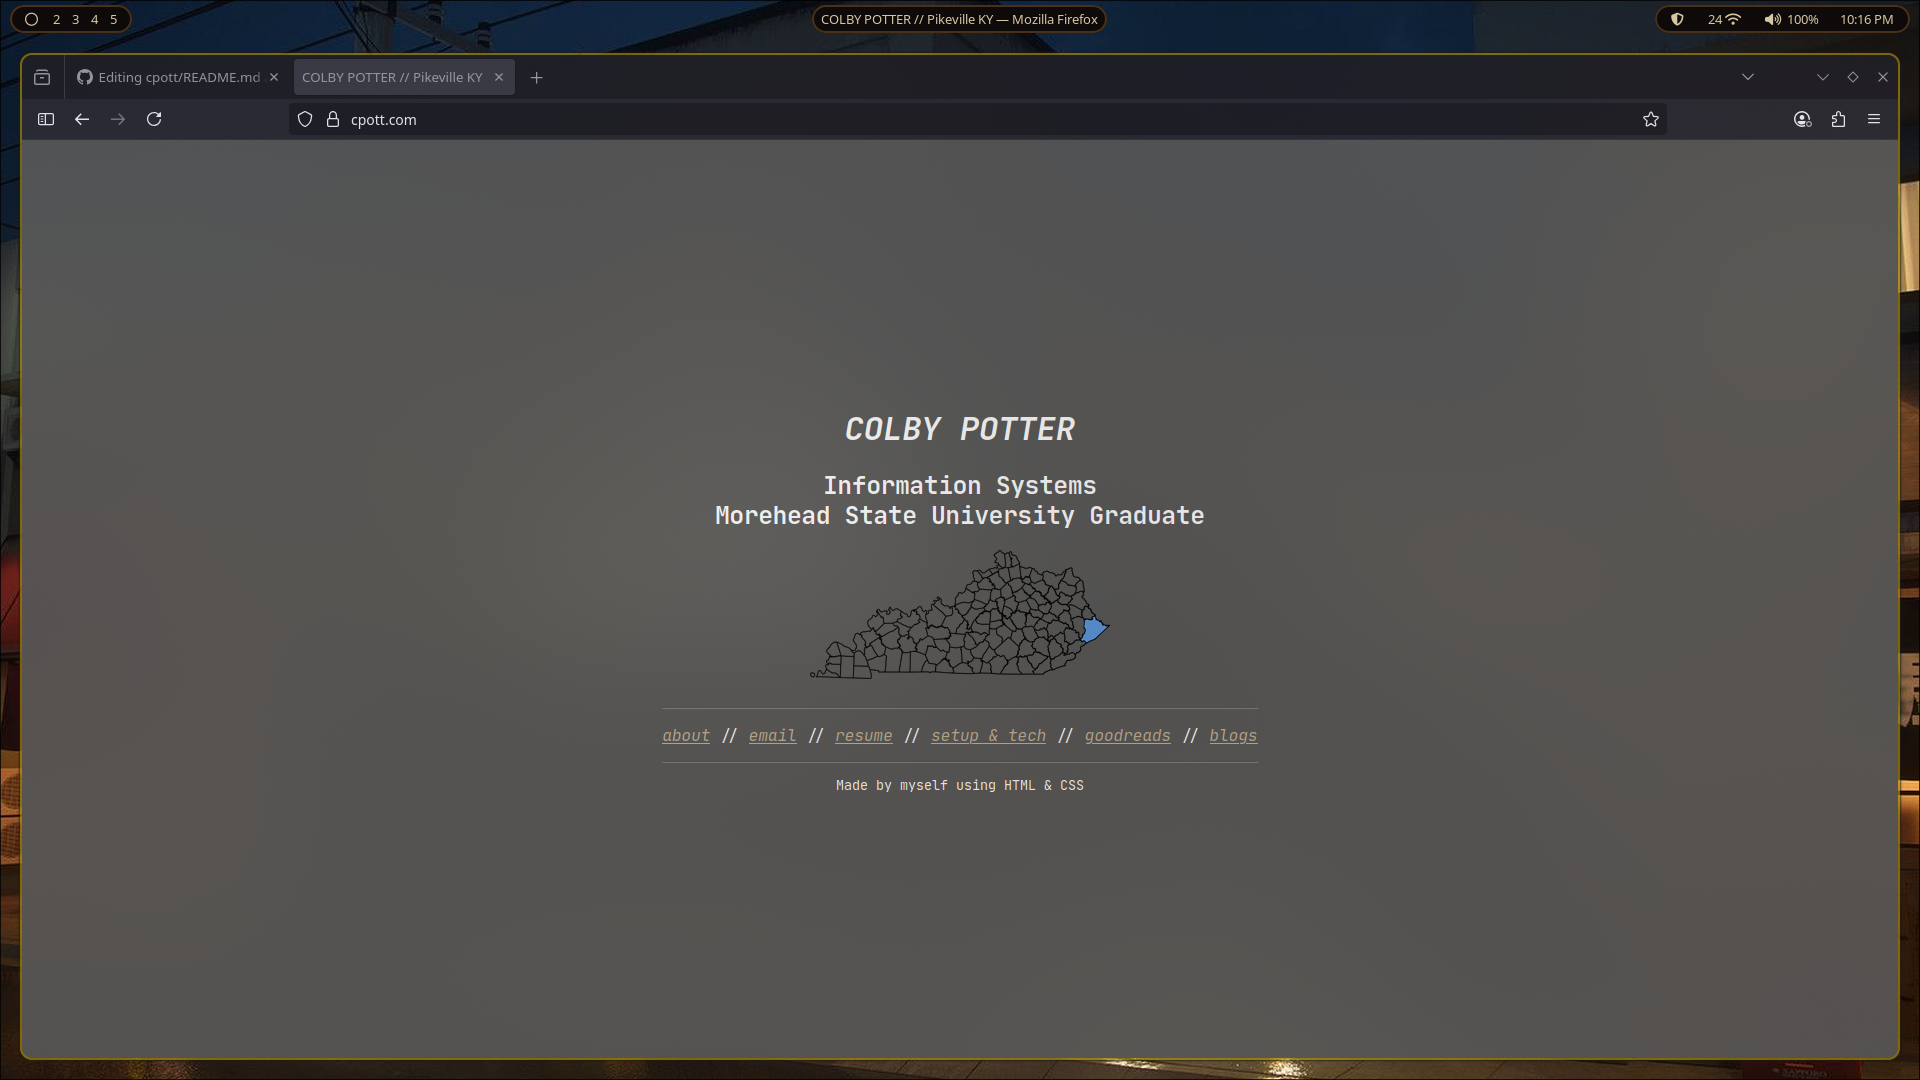 2 3 4 5
COLBY POTTER // Pikeville KY — Mozilla Firefox
24
100%
10:16 PM
Editing cpott/README.md
COLBY POTTER // Pikeville KY
cpott.com
COLBY POTTER
Information Systems
Morehead State University Graduate
about // email // resume // setup & tech // goodreads // blogs
Made by myself using HTML & CSS